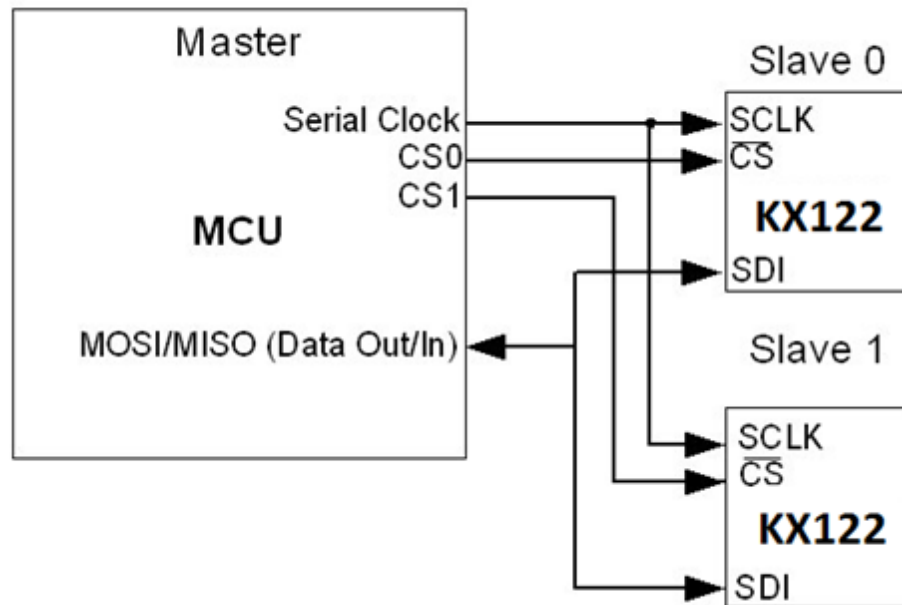 Master
Serial Clock
CS0
CS1
MCU
MOSI/MISO (Data Out/In)
Slave 0
SCLK
CS
KX122
SDI
Slave 1
SCLK
CS
KX122
SDI